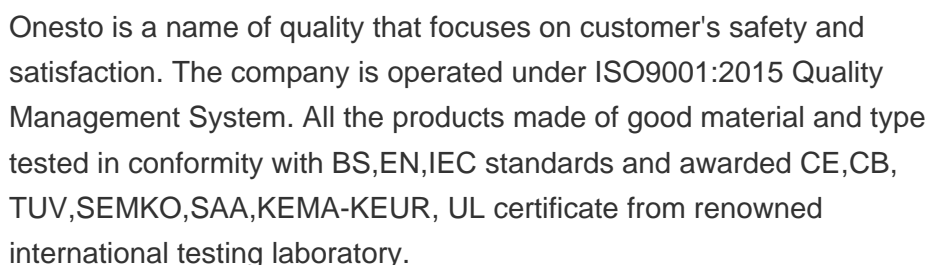 Onesto is a name of quality that focuses on customer's safety and
satisfaction. The company is operated under ISO9001:2015 Quality
Management System. All the products made of good material and type
tested in conformity with BS,EN,IEC standards and awarded CE,CB,
TUV,SEMKO,SAA,KEMA-KEUR, UL certificate from renowned
international testing laboratory.